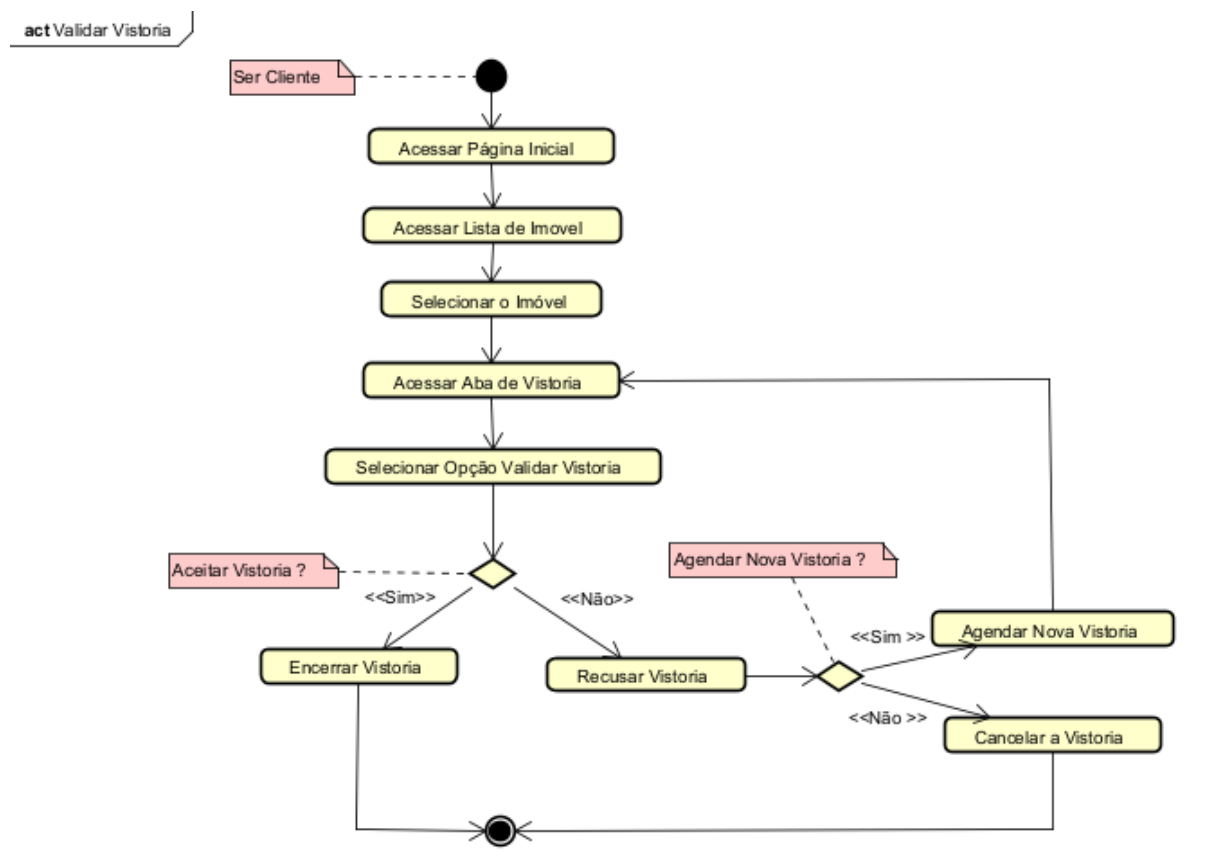 act Validar Vistoria
Ser Cliente
Acessar Página Inicial
Acessar Lista de Imovel
Selecionar o Imóvel
Acessar Aba de Vistoria
Selecionar Opção Validar Vistoria
Aceitar Vistoria ?
<<Sim>>
<<Não>>
Agendar Nova Vistoria ?
<<Sim >>
Agendar Nova Vistoria
Encerrar Vistoria
Recusar Vistoria
<<Não >>
Cancelar a Vistoria